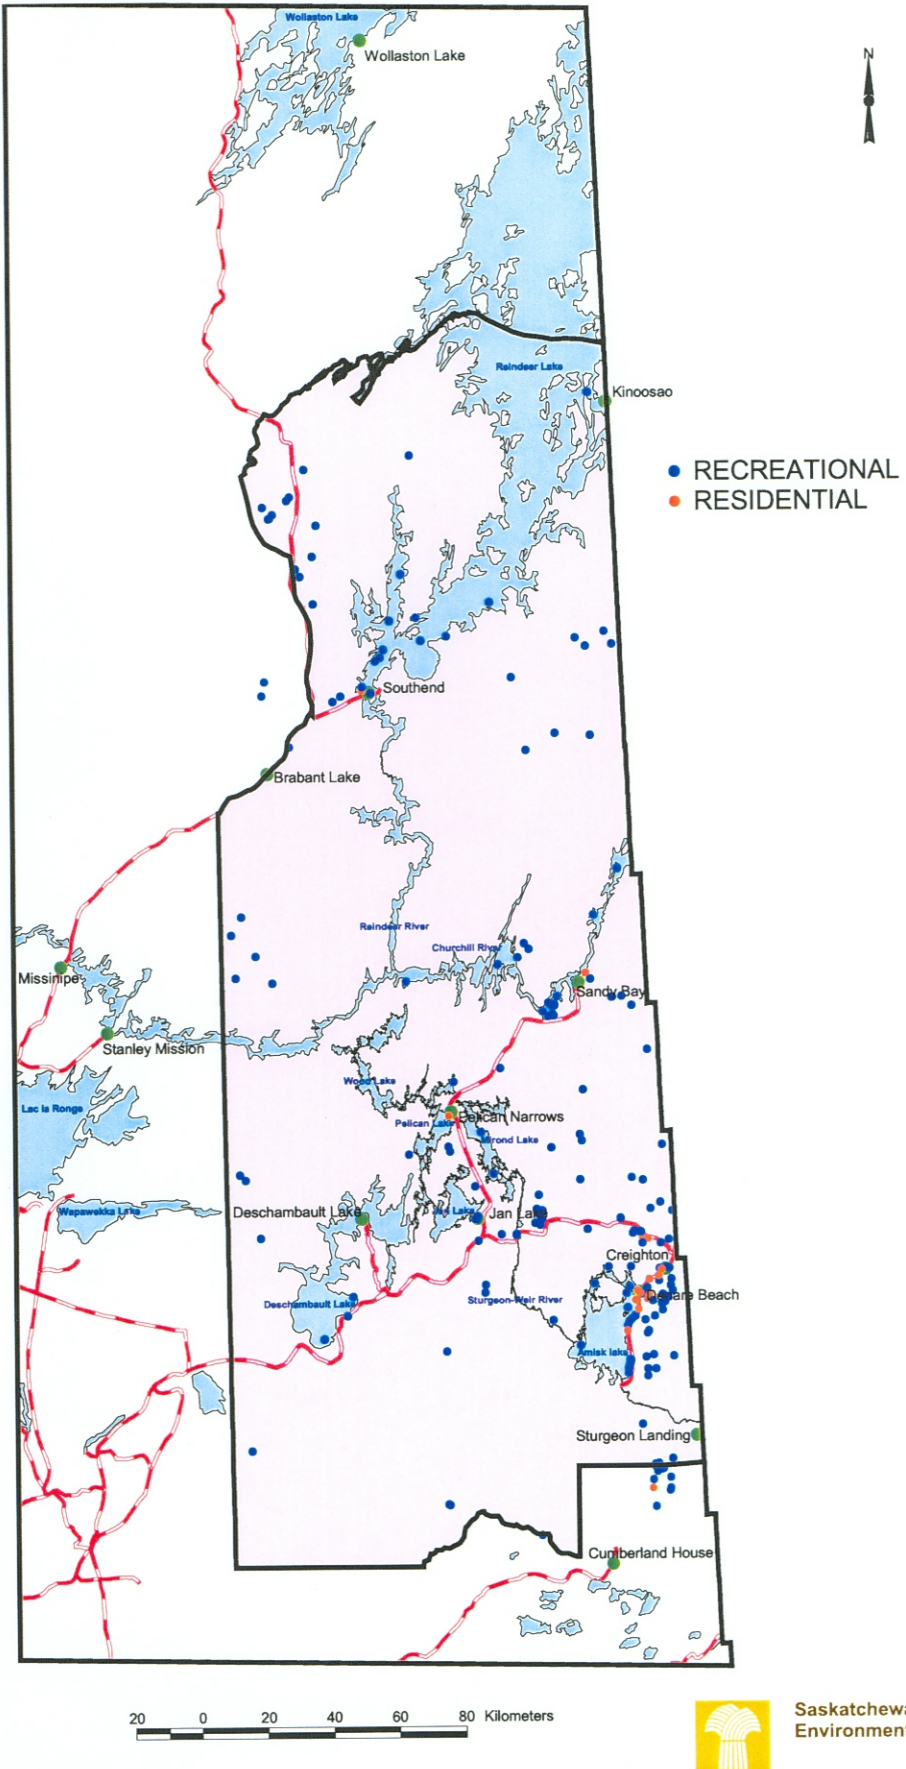 Wollaston Lake
Wollaston Lake
N
Reindeer Lake
Kinoosao
RECREATIONAL
RESIDENTIAL
Southend
Brabant Lake
Reindeer River
Churchill River
Missinipe
Sandy Bay
Stanley Mission
Wood Lake
Lac la Ronge
Pelican Narrows
Pelican Lake
Mirond Lake
Deschambault Lake
Wapawekka Lake
Jan Lake
Jan Lake
Creighton
Denare Beach
Deschambault Lake
Sturgeon-Weir River
Amisk lake
Sturgeon Landing
Cumberland House
20 0 20 40 60 80 Kilometers
Saskatchewa
Environmen